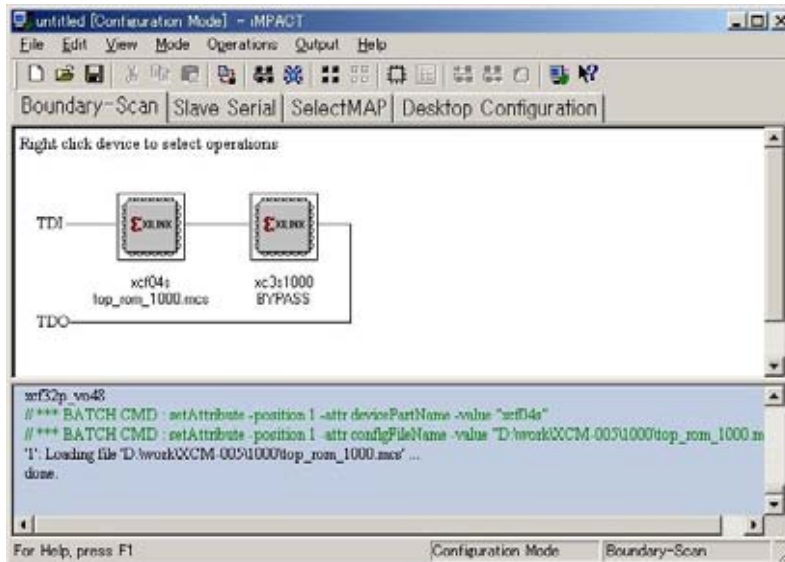 untitled [Configuration Mode] - iMPACT
File Edit View Mode Operations Output Help
Boundary-Scan Slave Serial SelectMAP Desktop Configuration
Right click device to select operations
TDI
XILINX XILINX
xcf04s xc3s1000
top_rom_1000.mcs BYPASS
TDO
xcf32p_vo48
// *** BATCH CMD : setAttribute -position 1 -attr devicePartName -value "xcf04s"
// *** BATCH CMD : setAttribute -position 1 -attr configFileName -value "D:\work\XCM-005\1000\top_rom_1000.m
'1': Loading file 'D:\work\XCM-005\1000\top_rom_1000.mcs' ...
done.
For Help, press F1 Configuration Mode Boundary-Scan